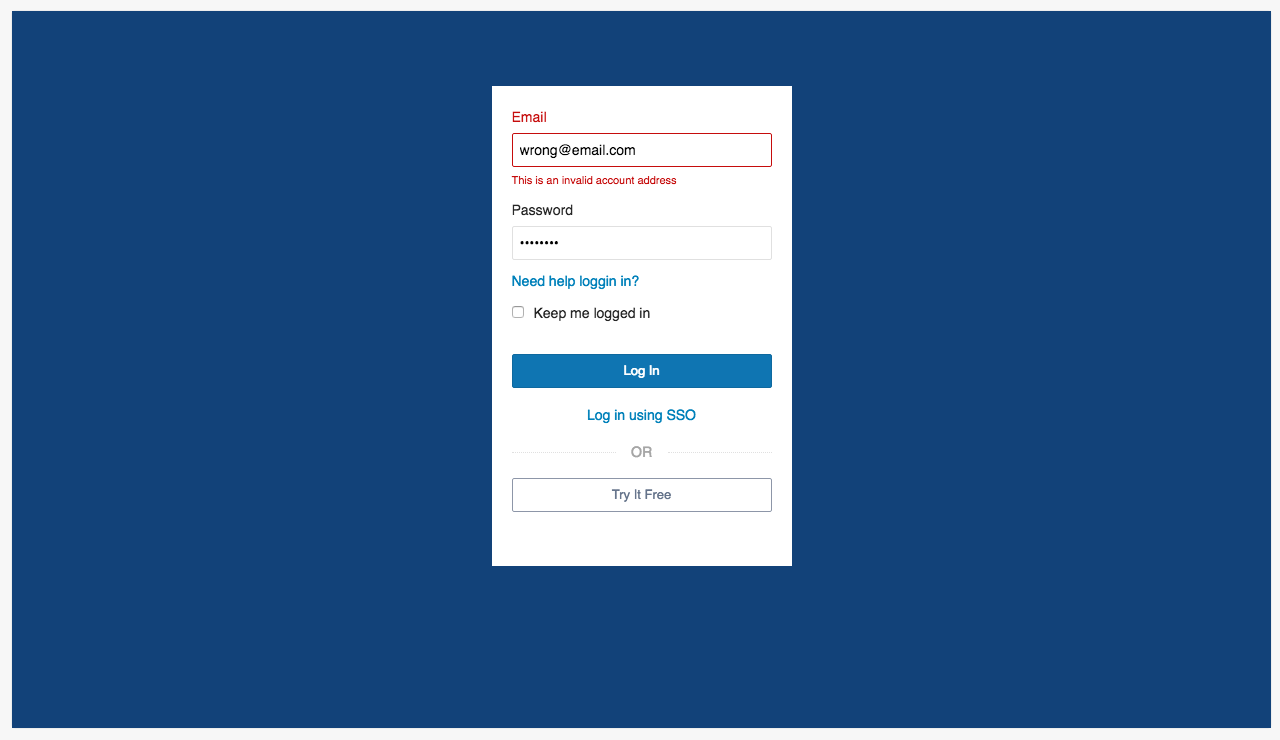 Email
wrong@email.com
This is an invalid account address
Password
••••••••
Need help loggin in?
Keep me logged in
Log In
Log in using SSO
OR
Try It Free